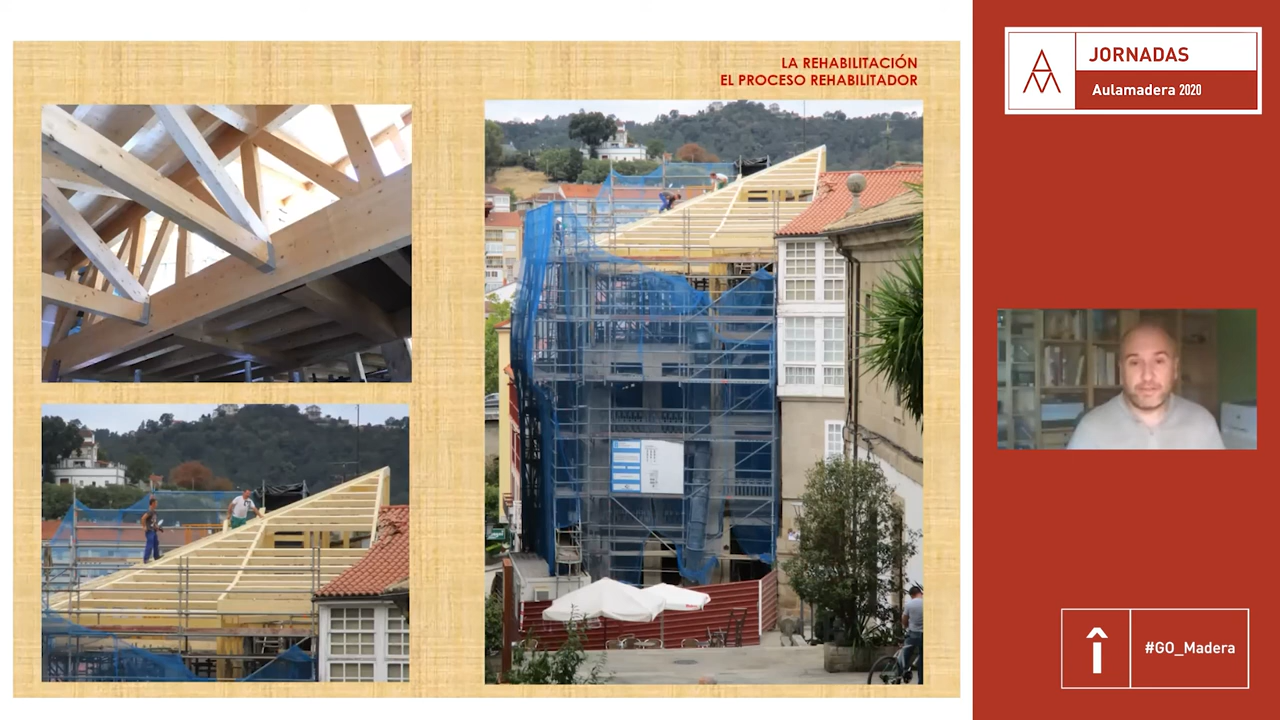 LA REHABILITACIÓN
EL PROCESO REHABILITADOR
JORNADAS
Aulamadera 2020
#GO_Madera